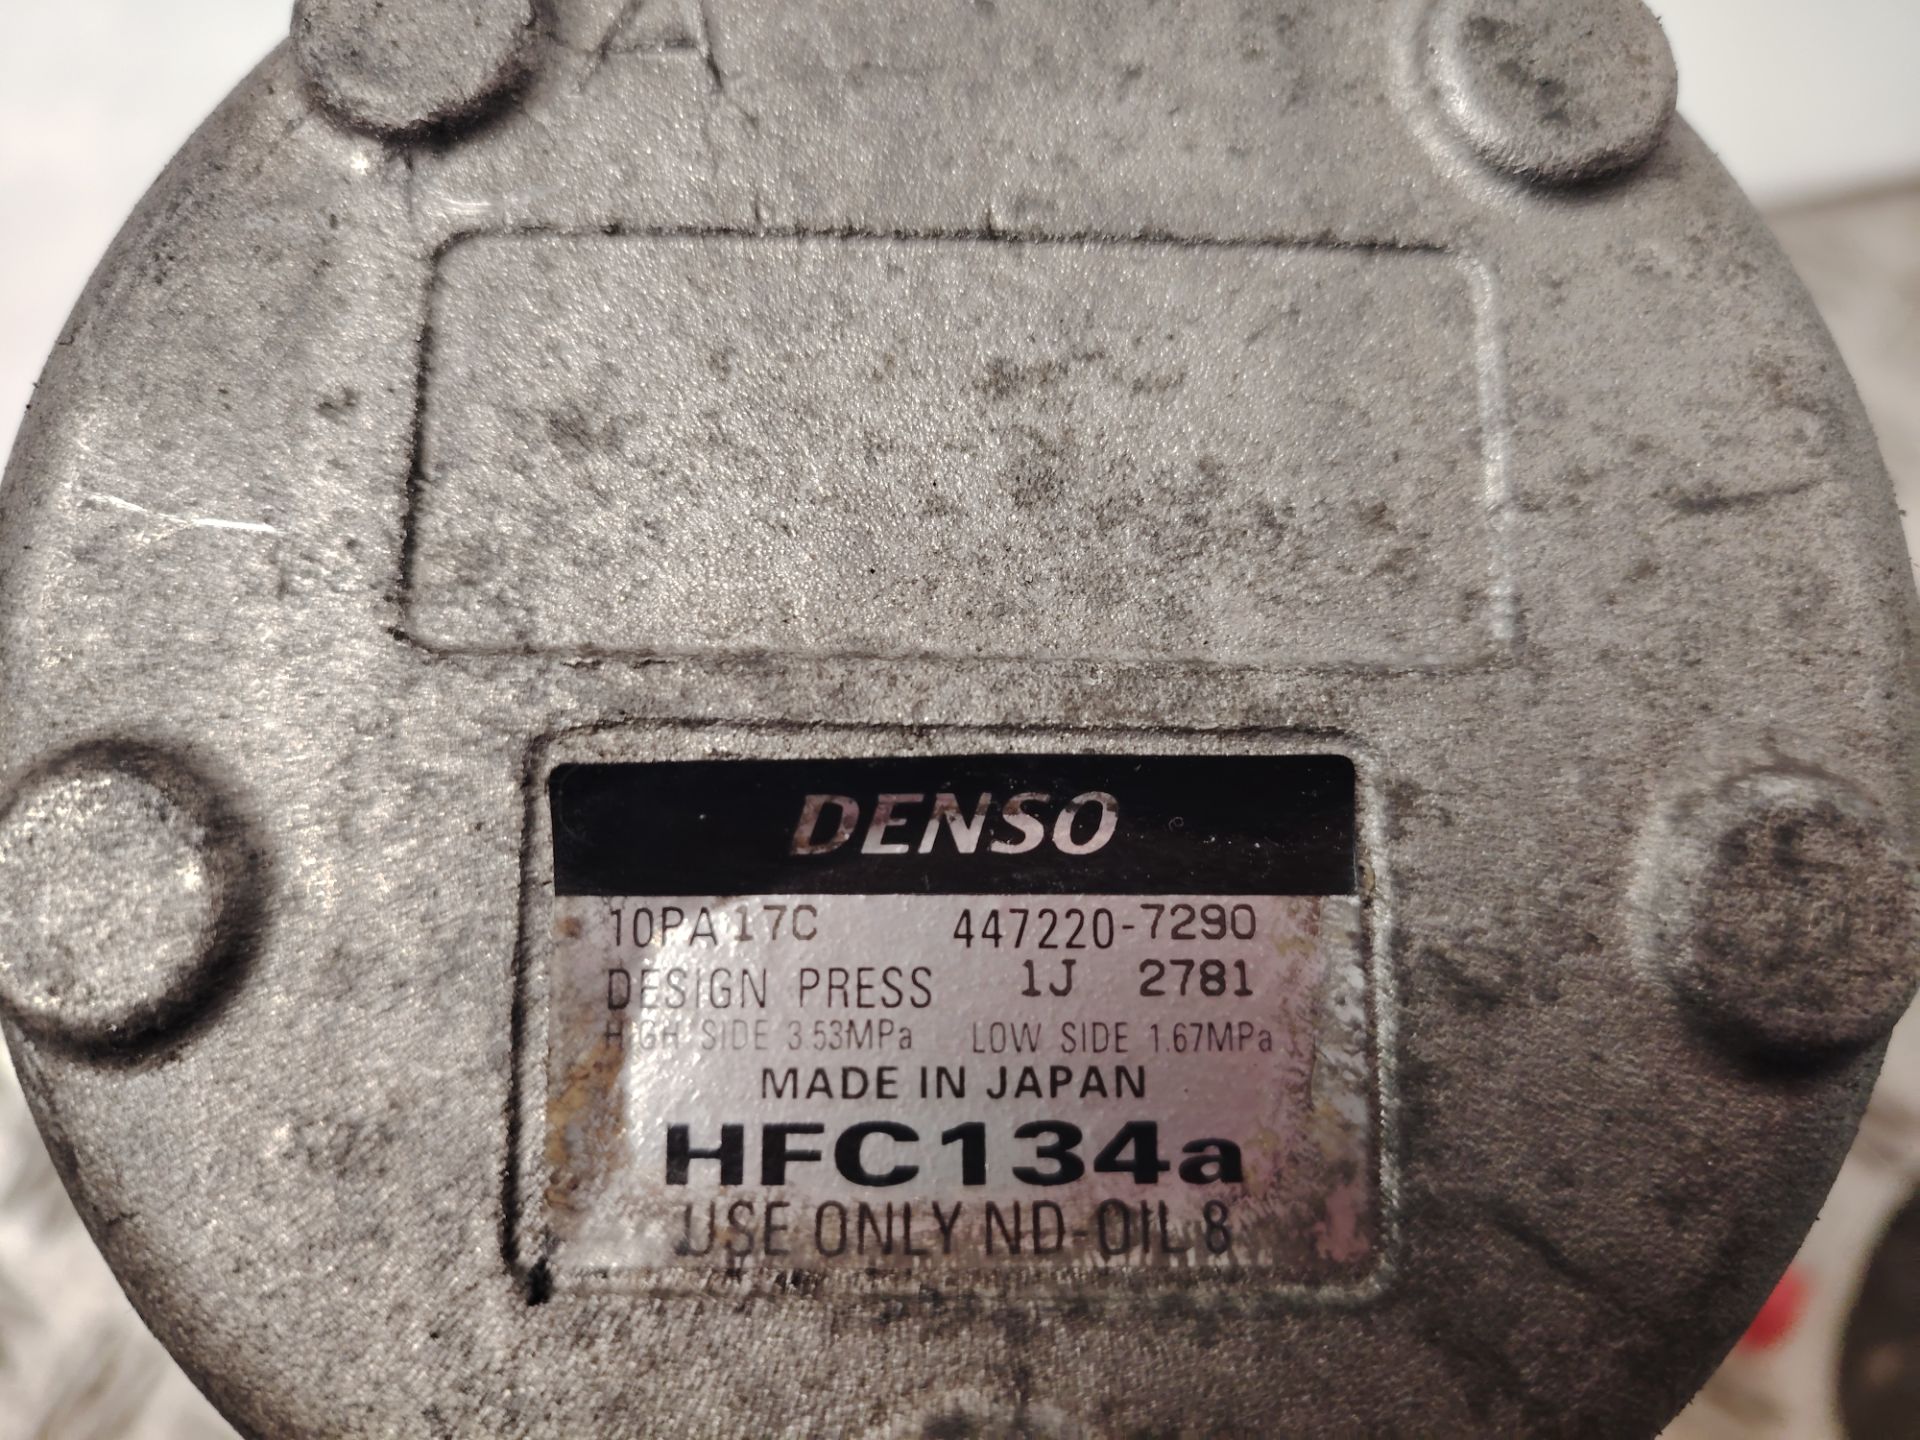 A
DENSO
10PA17C 447220-7290
DESIGN PRESS 1J 2781
HIGH SIDE 3.53MPa LOW SIDE 1.67MPa
MADE IN JAPAN
HFC134a
USE ONLY ND-OIL 8